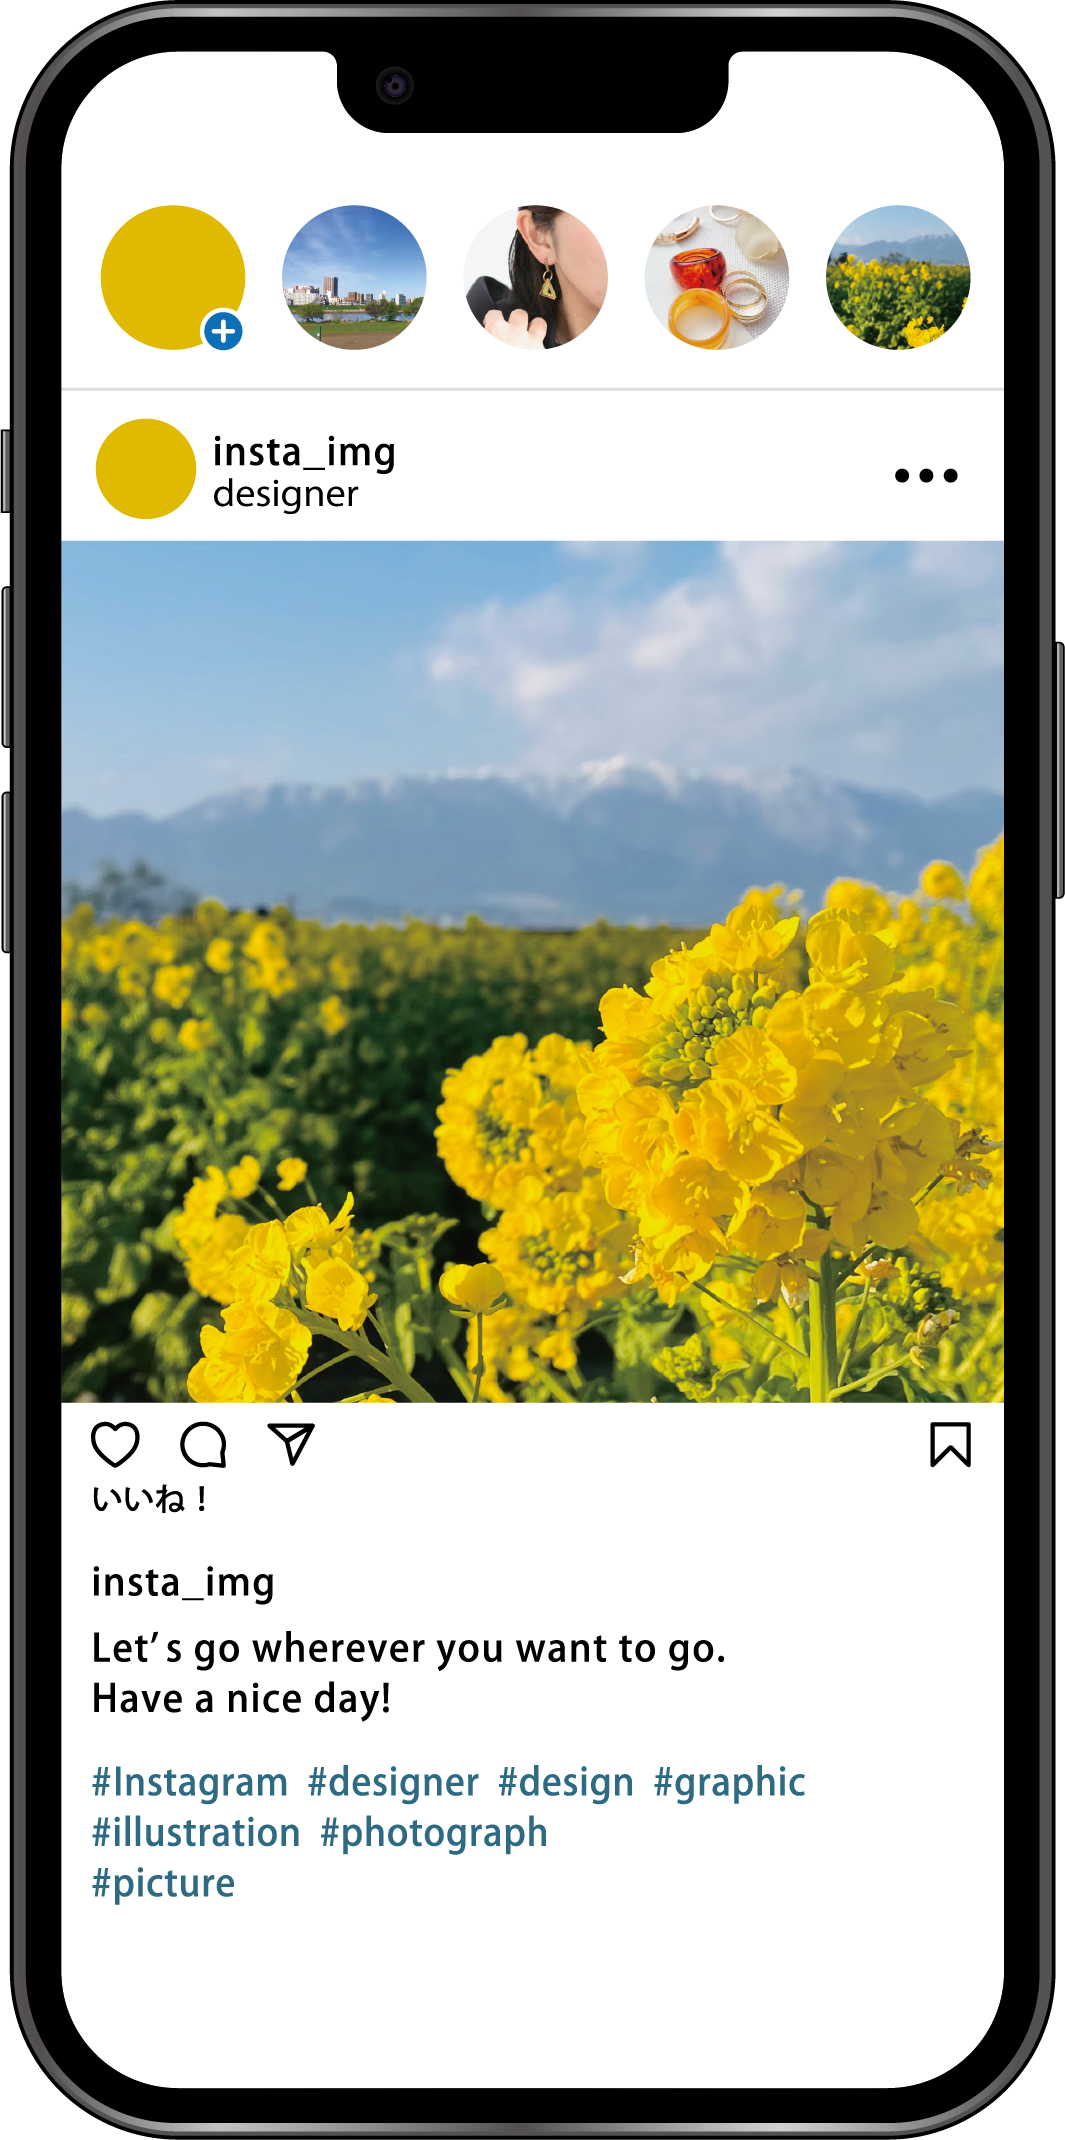 insta_img
designer
いいね！
insta_img
Let’s go wherever you want to go.
Have a nice day!
#Instagram #designer #design #graphic
#illustration #photograph
#picture